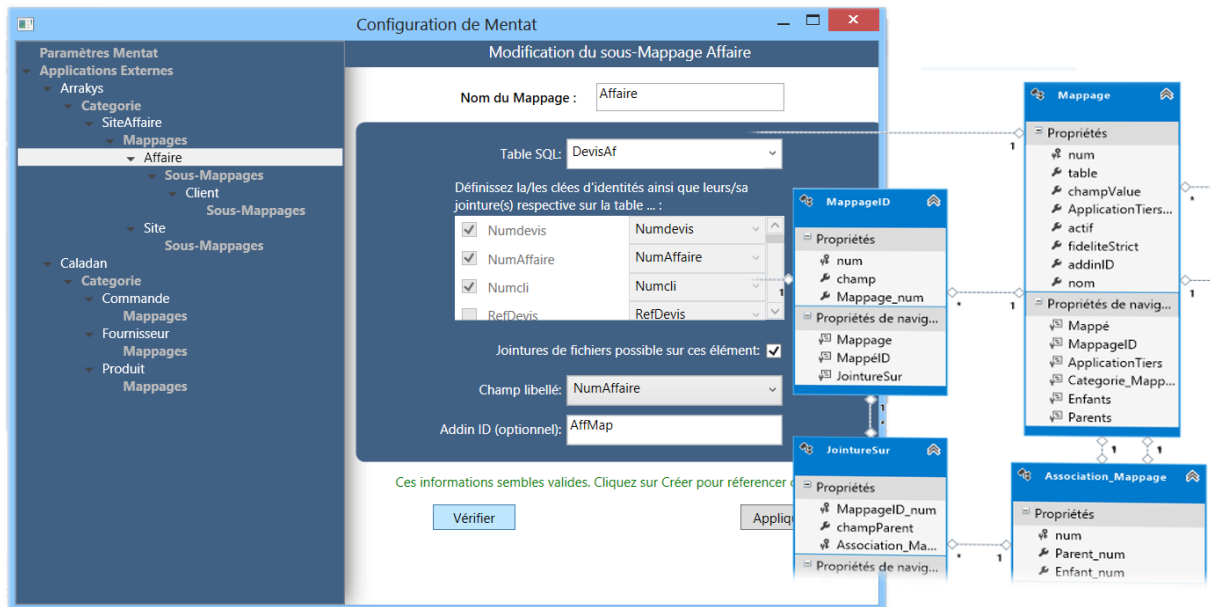 Configuration de Mentat
Paramètres Mentat
Applications Externes
Arrakys
Categorie
SiteAffaire
Mappages
Affaire
Sous-Mappages
Client
Sous-Mappages
Site
Sous-Mappages
Caladan
Categorie
Commande
Mappages
Fournisseur
Mappages
Produit
Mappages
Modification du sous-Mappage Affaire
Nom du Mappage : Affaire
Table SQL: DevisAf
Définissez la/les clées d'identités ainsi que leurs/sa
jointure(s) respective sur la table ... :
Numdevis Numdevis
NumAffaire NumAffaire
Numcli Numcli
RefDevis RefDevis
Jointures de fichiers possible sur ces élément:
Champ libellé: NumAffaire
Addin ID (optionnel): AffMap
Ces informations sembles valides. Cliquez sur Créer pour réferencer
Vérifier
Appliqu
MappageID
Propriétés
num
champ
Mappage_num
Propriétés de navig...
Mappage
MappéID
JointureSur
1
*
1
1
*
JointureSur
Propriétés
MappageID_num
champParent
Association_Ma...
Propriétés de navig...
*
1
Mappage
1
Propriétés
num
table
champValue
ApplicationTiers...
actif
fideliteStrict
addinID
nom
Propriétés de navig...
Mappé
MappageID
ApplicationTiers
Categorie_Mapp...
Enfants
Parents
*
1
1
1
Association_Mappage
Propriétés
num
Parent_num
Enfant_num